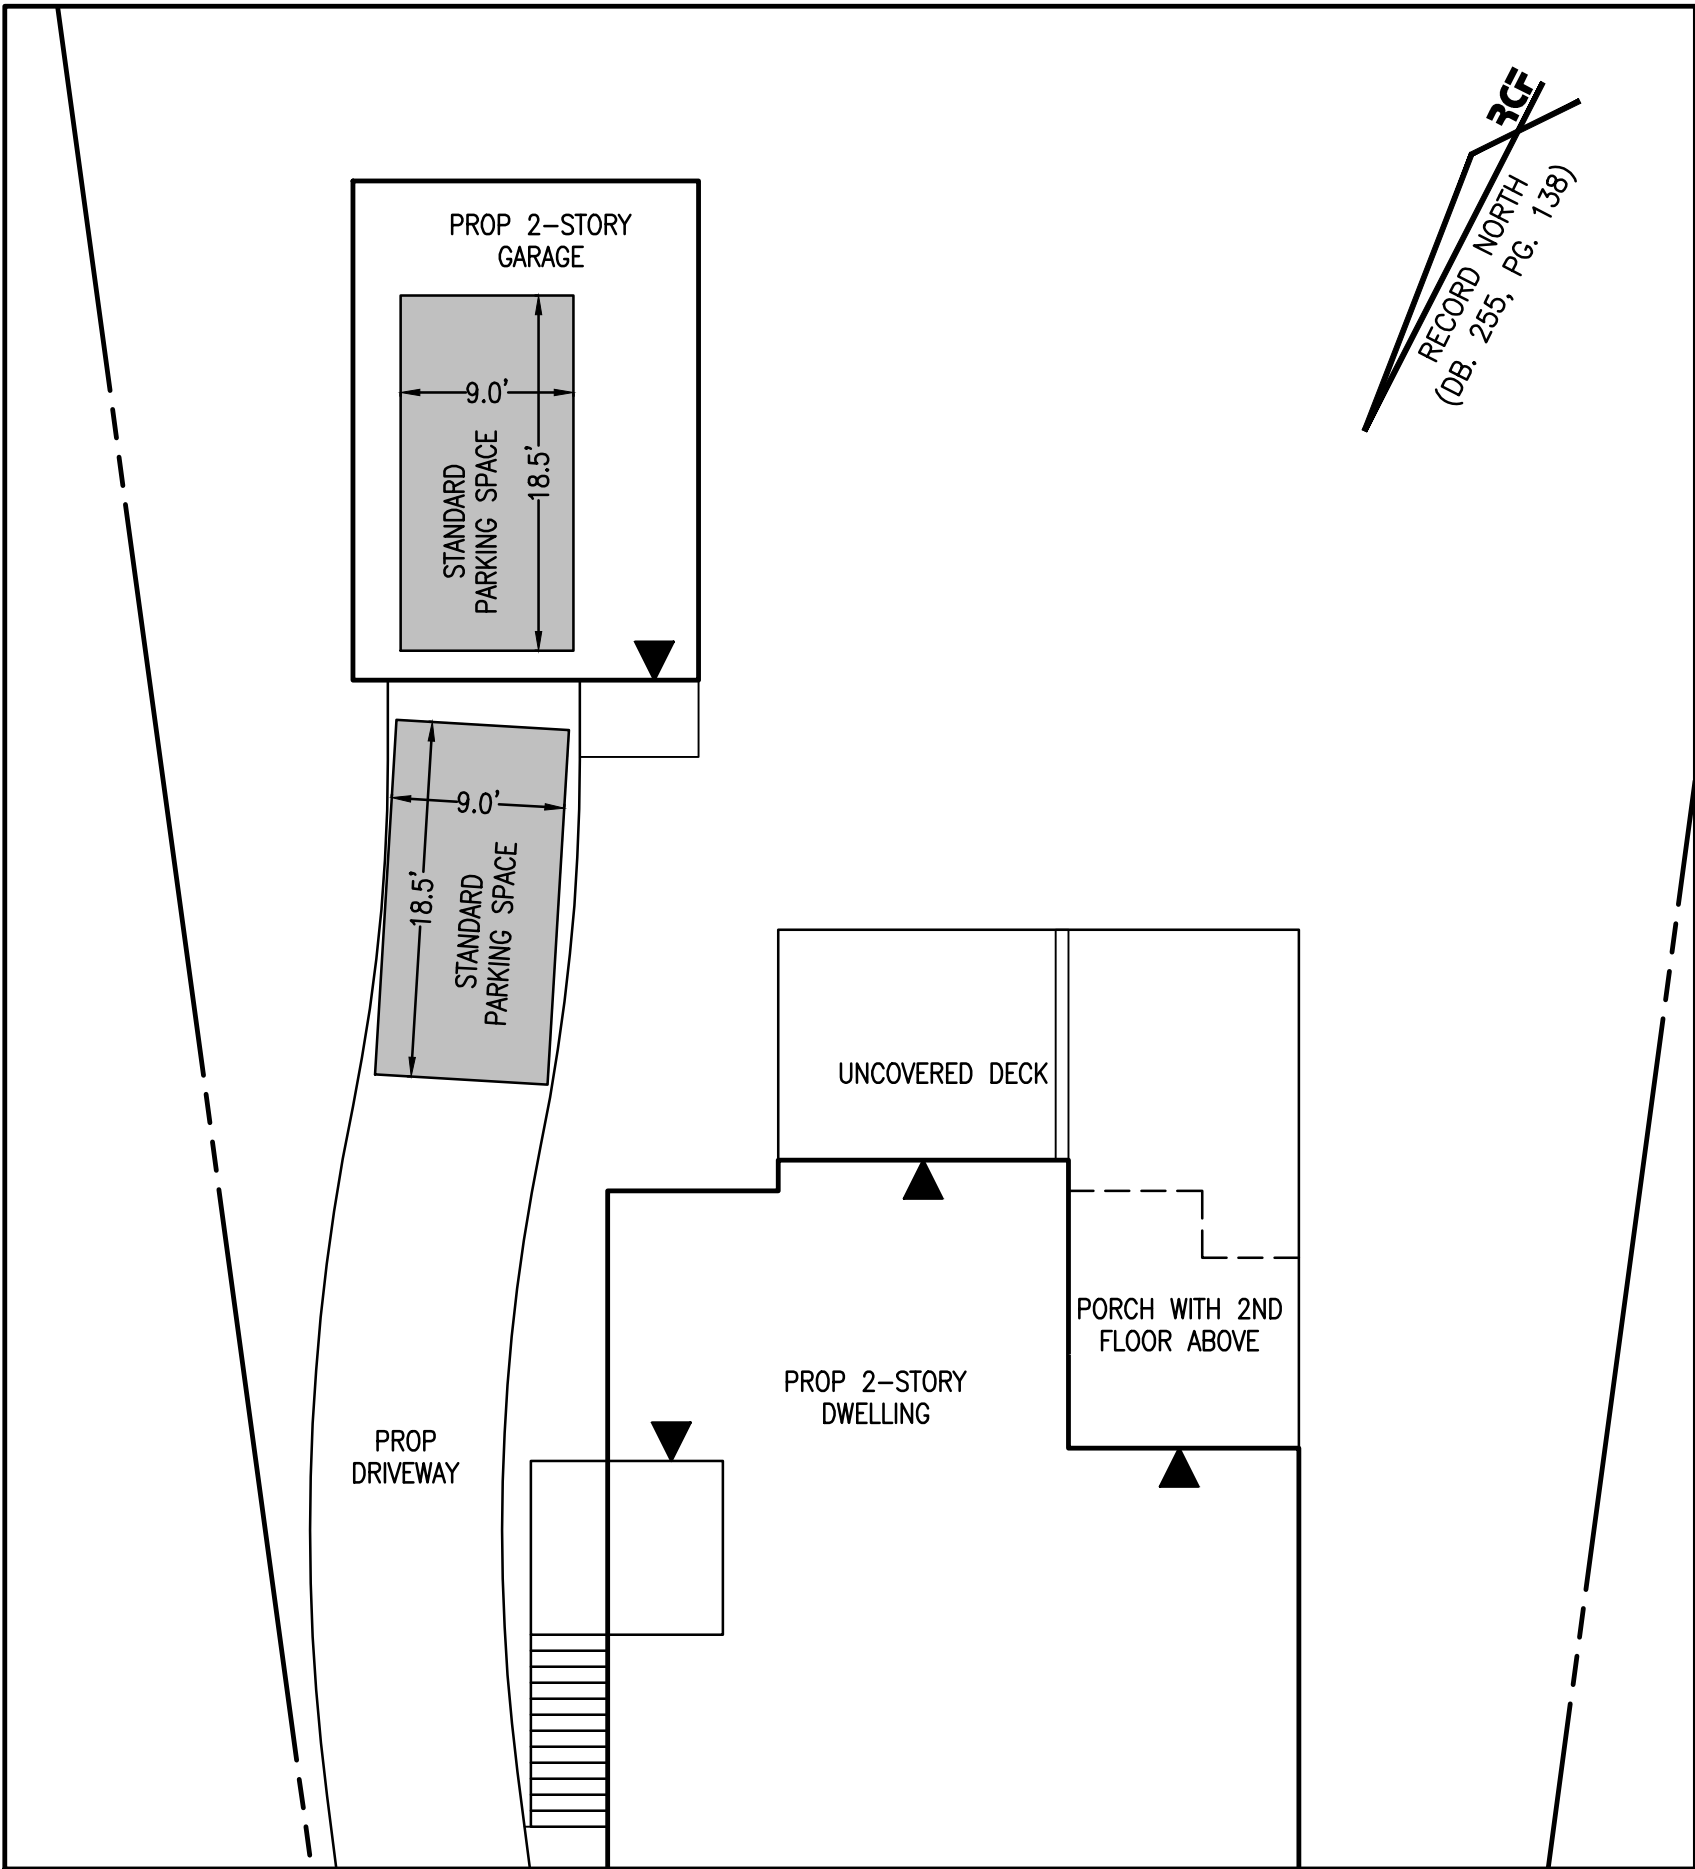 RCF
RECORD NORTH
(DB. 255, PG. 138)
PROP 2-STORY
GARAGE
9.0'
18.5'
STANDARD
PARKING SPACE
9.0'
18.5'
STANDARD
PARKING SPACE
UNCOVERED DECK
PORCH WITH 2ND
FLOOR ABOVE
PROP 2-STORY
DWELLING
PROP
DRIVEWAY